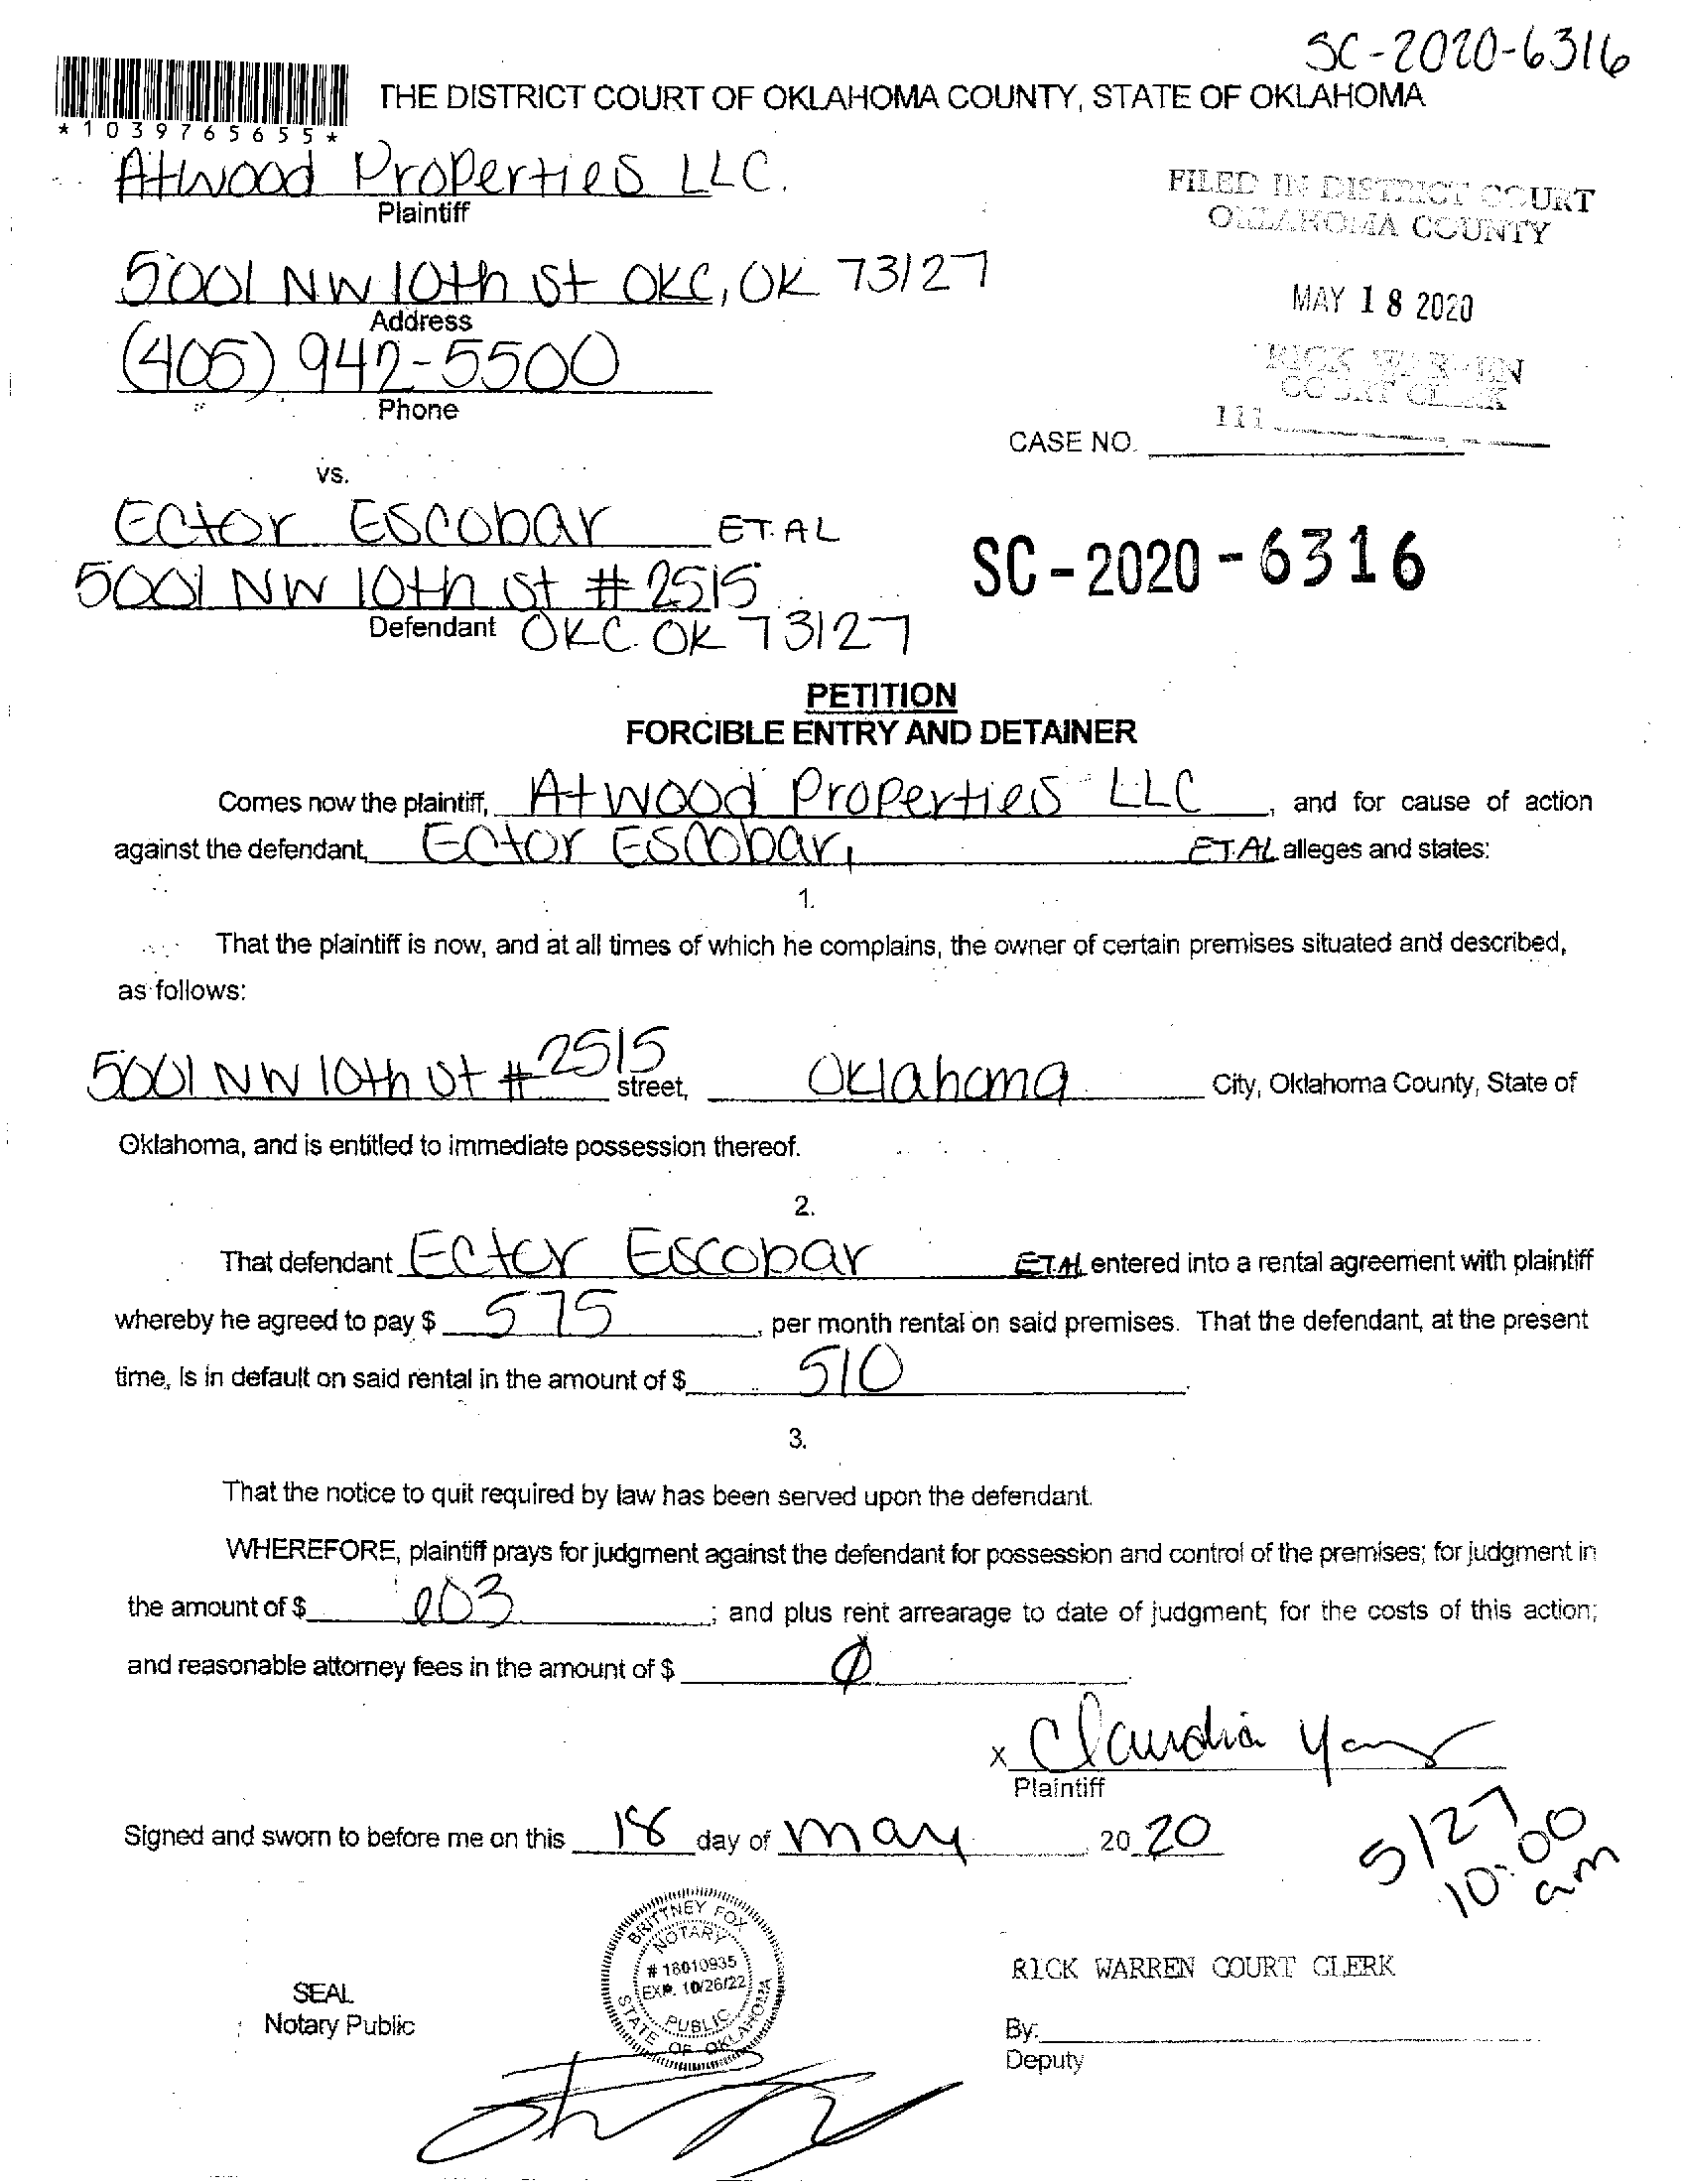 SC-2020-6316
*1039765655*
THE DISTRICT COURT OF OKLAHOMA COUNTY, STATE OF OKLAHOMA
Atwood Properties LLC.
Plaintiff
FILED IN DISTRICT COURT
OKLAHOMA COUNTY
5001 NW 10th St OKC, OK 73127
Address
MAY 18 2020
(405) 942-5500
Phone
RICK WARREN
COURT CLERK
111
CASE NO.
vs.
Ector Escobar ET. AL
5001 NW 10th St # 2515
Defendant OKC. OK 73127
SC-2020-6316
PETITION
FORCIBLE ENTRY AND DETAINER
Comes now the plaintiff, Atwood Properties LLC, and for cause of action
against the defendant, Ector Escobar, ET.AL alleges and states:
1.
That the plaintiff is now, and at all times of which he complains, the owner of certain premises situated and described,
as follows:
5001 NW 10th St # 2515 street, Oklahoma City, Oklahoma County, State of
Oklahoma, and is entitled to immediate possession thereof.
2.
That defendant Ector Escobar ET.AL entered into a rental agreement with plaintiff
whereby he agreed to pay $ 575, per month rental on said premises. That the defendant, at the present
time, is in default on said rental in the amount of $ 510.
3.
That the notice to quit required by law has been served upon the defendant.
WHEREFORE, plaintiff prays for judgment against the defendant for possession and control of the premises; for judgment in
the amount of $ 103; and plus rent arrearage to date of judgment; for the costs of this action;
and reasonable attorney fees in the amount of $ Ø.
x Claudia
Plaintiff
Signed and sworn to before me on this 18 day of May, 20 20
5/27
10:00
am
BRITTNEY FOX
NOTARY
# 18010935
EXP. 10/26/22
PUBLIC
STATE OF OKLAHOMA
SEAL
Notary Public
RICK WARREN COURT CLERK
By:
Deputy